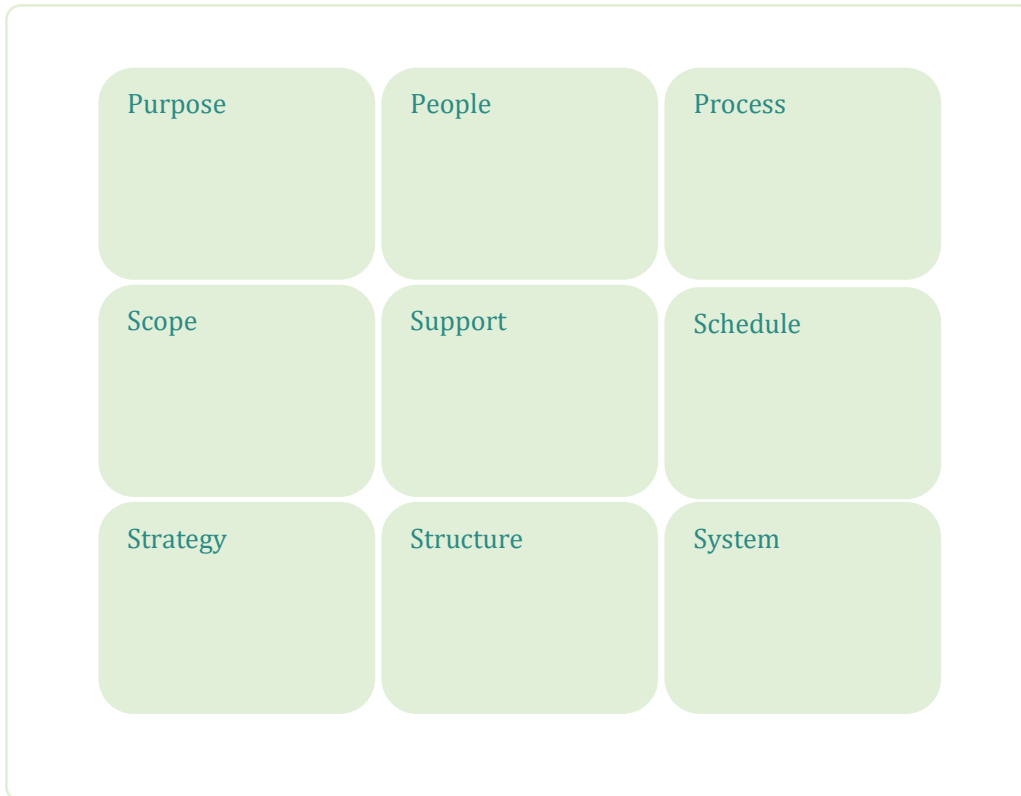 Purpose
People
Process
Scope
Support
Schedule
Strategy
Structure
System